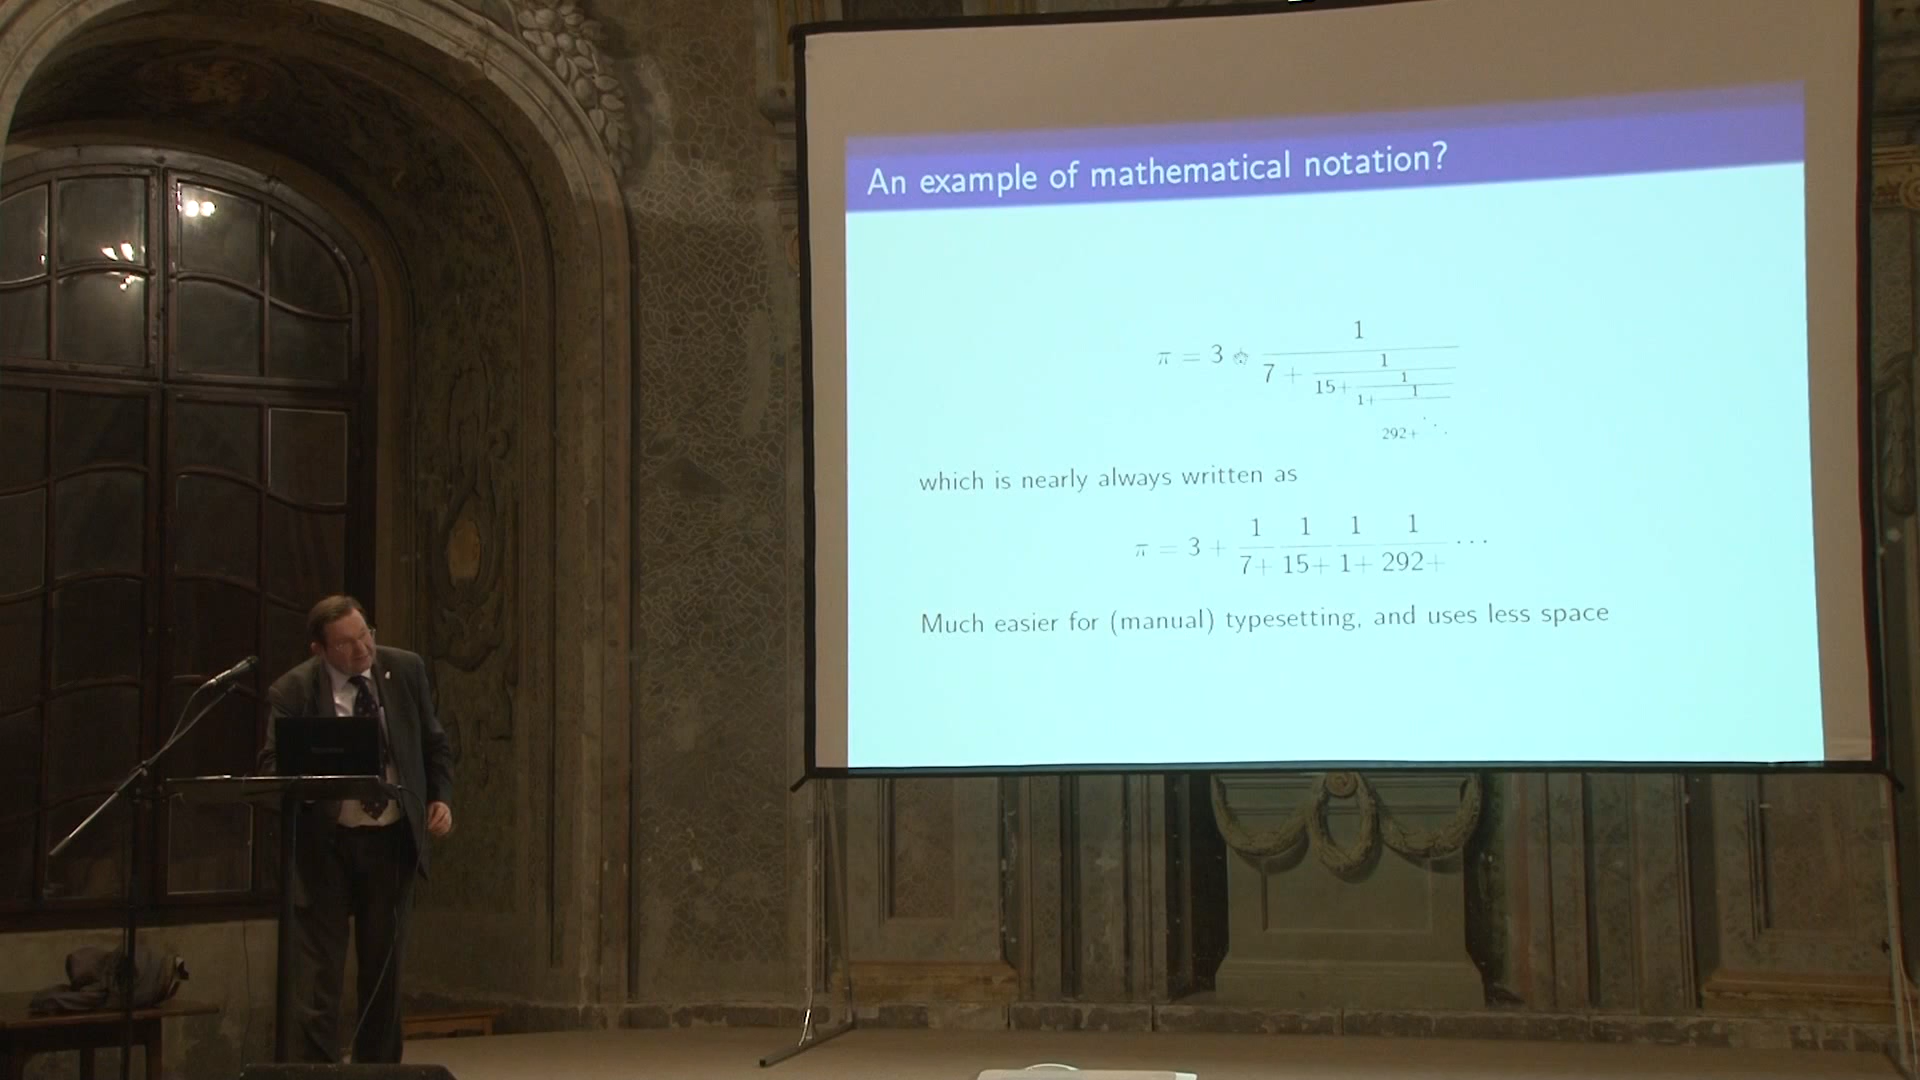 An example of mathematical notation?
π = 3 + 1
7 + 1
15+ 1
1+ 1
292+ ⋱
which is nearly always written as
π = 3 + 1/7+ 1/15+ 1/1+ 1/292+ ⋯
Much easier for (manual) typesetting, and uses less space